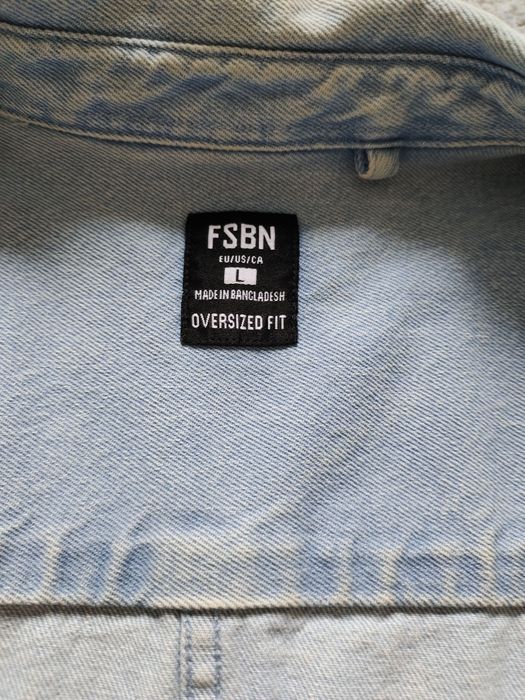 FSBN
EU/US/CA
L
MADE IN BANGLADESH
OVERSIZED FIT